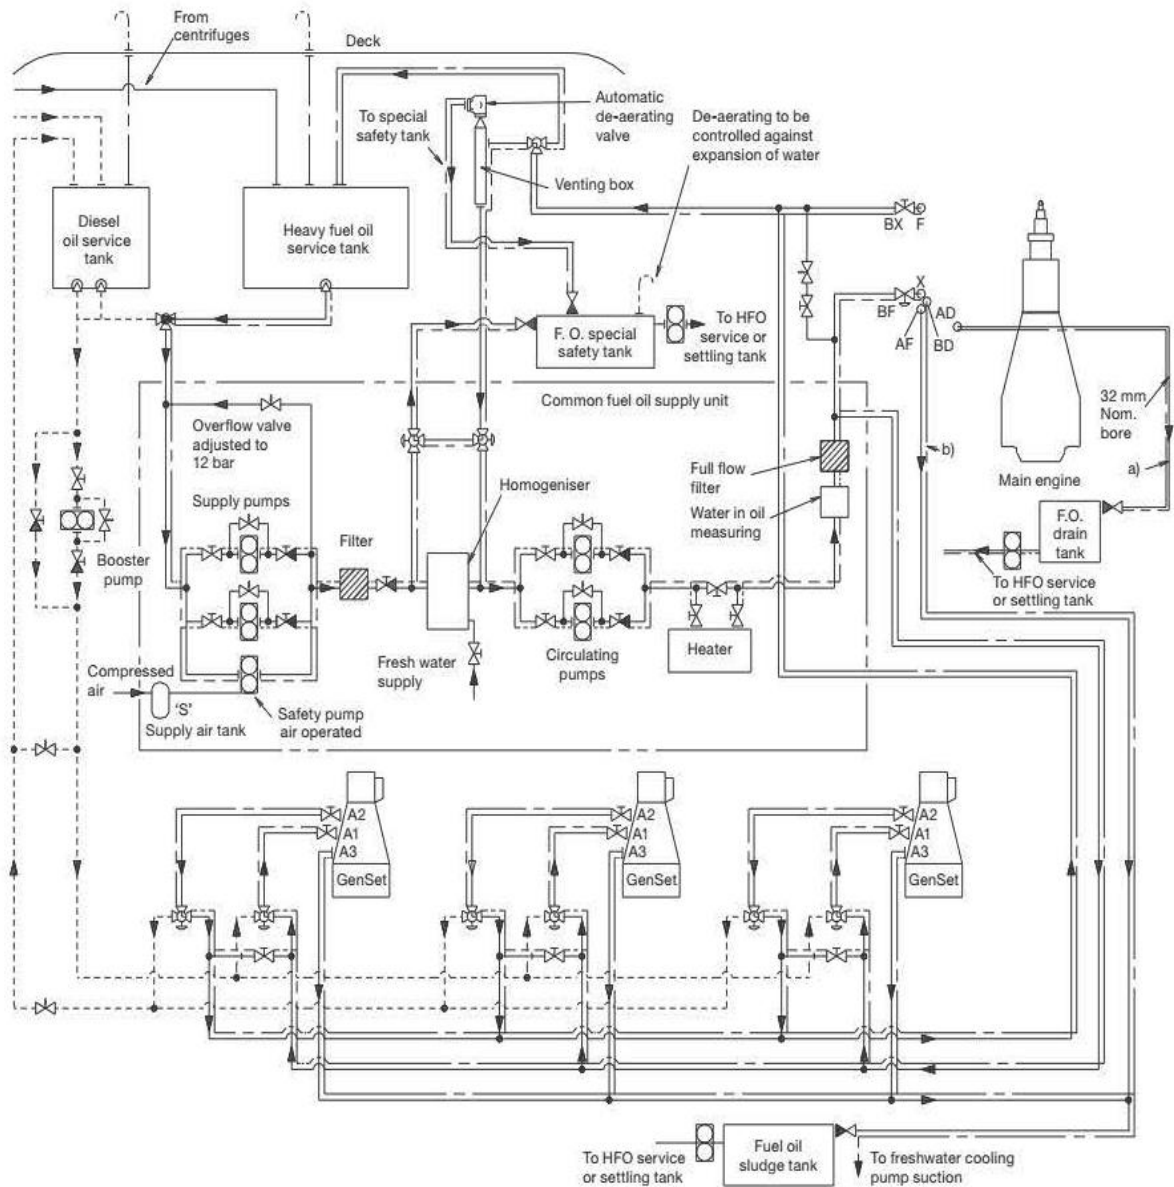 From
centrifuges
Deck
To special
safety tank
Automatic
de-aerating
valve
De-aerating to be
controlled against
expansion of water
Venting box
Diesel
oil service
tank
Heavy fuel oil
service tank
BX
F
X
BF
AF
AD
BD
F. O. special
safety tank
To HFO
service or
settling tank
Common fuel oil supply unit
Overflow valve
adjusted to
12 bar
32 mm
Nom.
bore
b)
a)
Main engine
Full flow
filter
Water in oil
measuring
Homogeniser
Supply pumps
Filter
Booster
pump
F.O.
drain
tank
To HFO service
or settling tank
Fresh water
supply
Circulating
pumps
Heater
Compressed
air
'S'
Supply air tank
Safety pump
air operated
A2
A1
A3
GenSet
A2
A1
A3
GenSet
A2
A1
A3
GenSet
To HFO service
or settling tank
Fuel oil
sludge tank
To freshwater cooling
pump suction